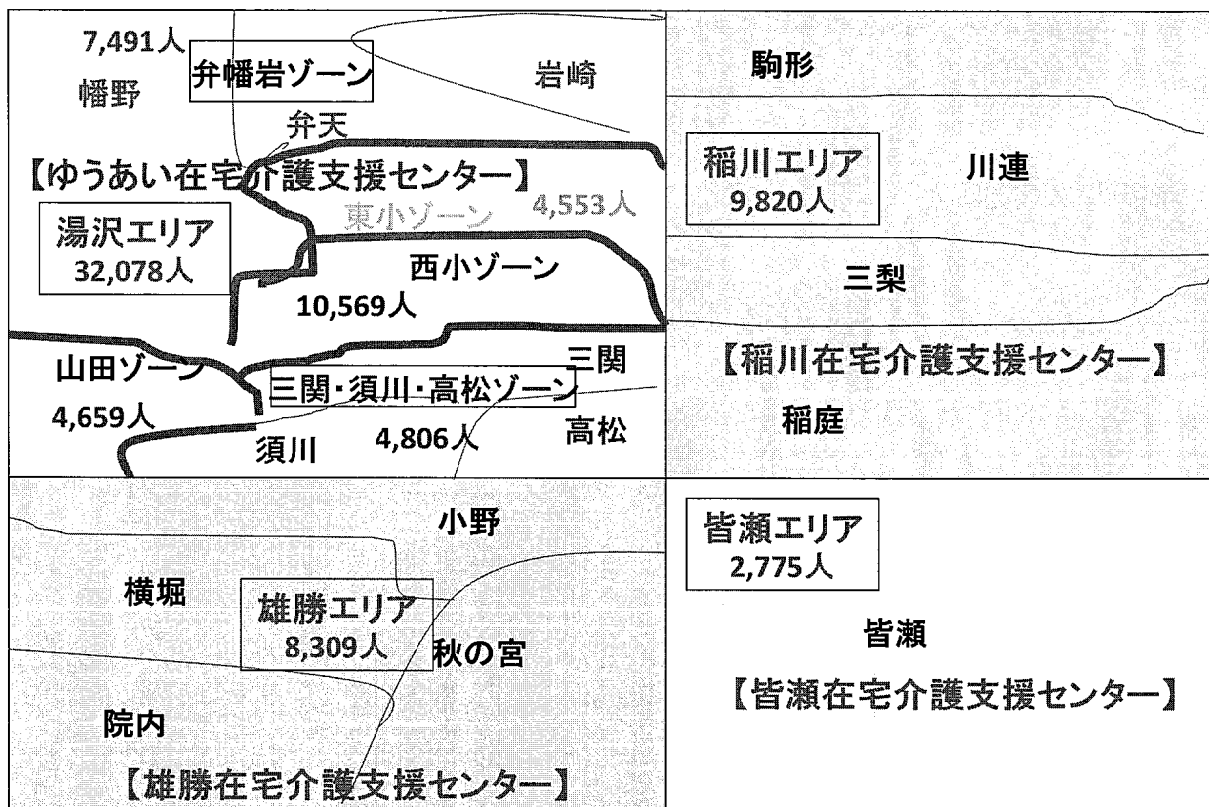 7,491人
幡野
弁幡岩ゾーン
岩崎
弁天
【ゆうあい在宅介護支援センター】
東小ゾーン
4,553人
湯沢エリア
32,078人
西小ゾーン
10,569人
山田ゾーン
4,659人
三関
三関・須川・高松ゾーン
4,806人
須川
高松
駒形
稲川エリア
9,820人
川連
三梨
【稲川在宅介護支援センター】
稲庭
小野
横堀
雄勝エリア
8,309人
秋の宮
院内
【雄勝在宅介護支援センター】
皆瀬エリア
2,775人
皆瀬
【皆瀬在宅介護支援センター】